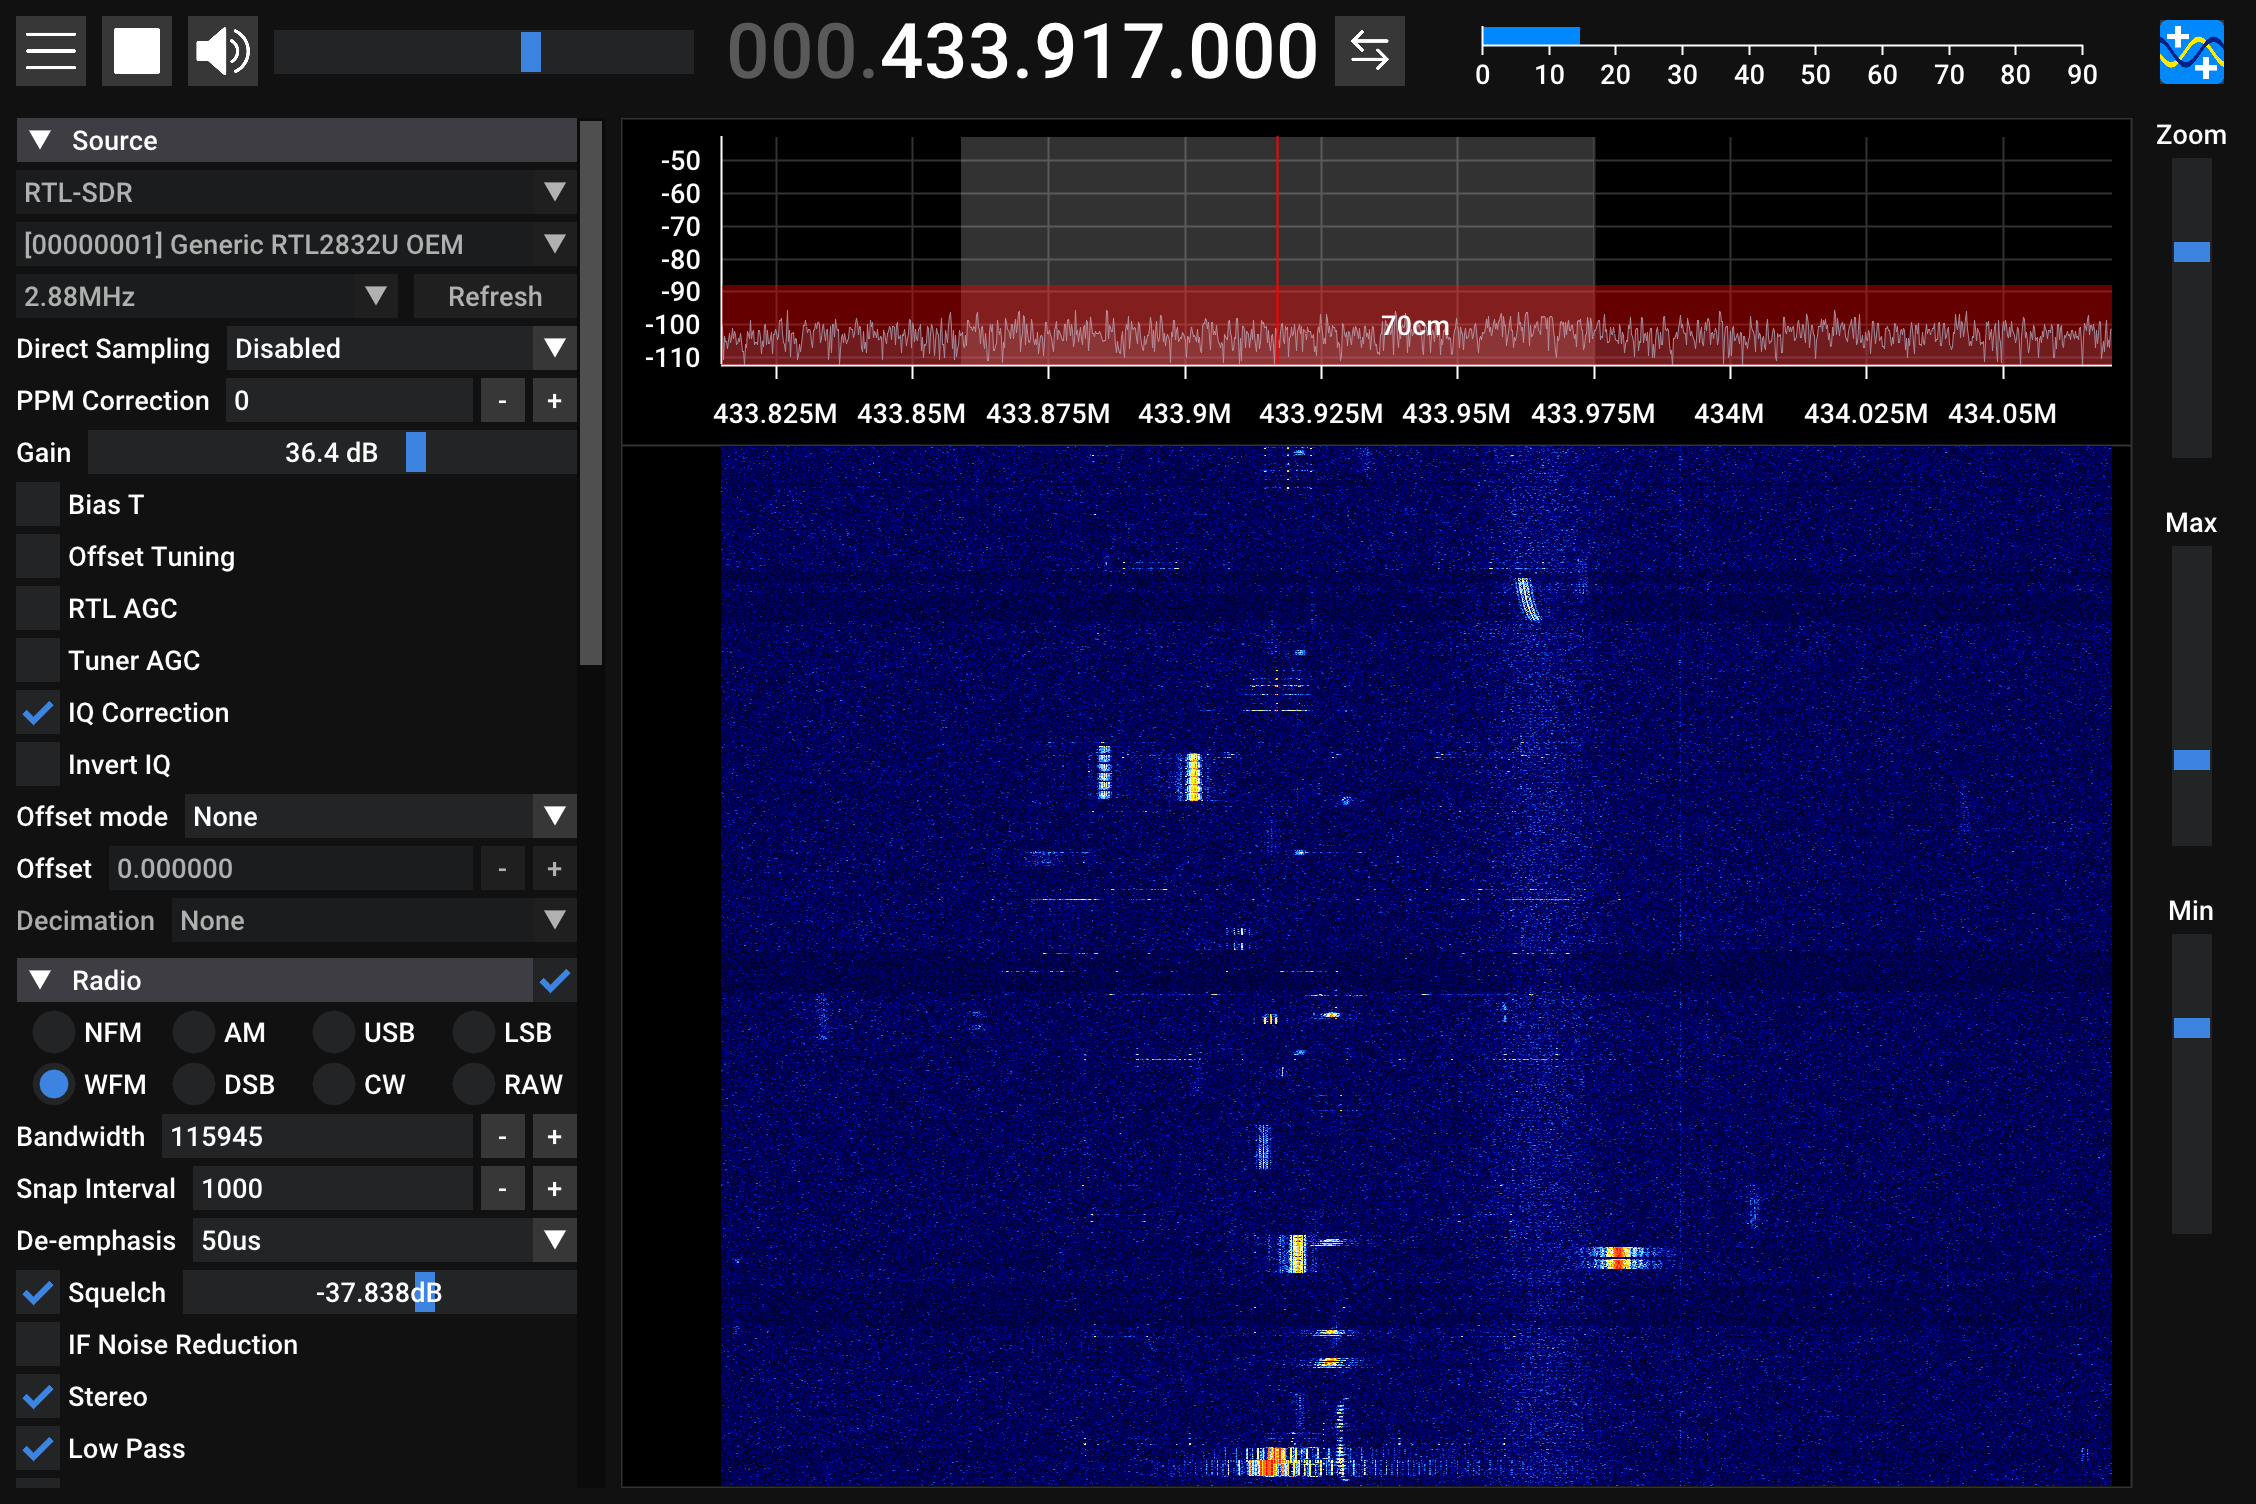 000.433.917.000
0 10 20 30 40 50 60 70 80 90
Source
RTL-SDR
[00000001] Generic RTL2832U OEM
2.88MHz Refresh
Direct Sampling Disabled
PPM Correction 0 - +
Gain 36.4 dB
Bias T
Offset Tuning
RTL AGC
Tuner AGC
IQ Correction
Invert IQ
Offset mode None
Offset 0.000000 - +
Decimation None
Radio
NFM AM USB LSB
WFM DSB CW RAW
Bandwidth 115945 - +
Snap Interval 1000 - +
De-emphasis 50us
Squelch -37.838dB
IF Noise Reduction
Stereo
Low Pass
-50
-60
-70
-80
-90
-100
-110
70cm
433.825M 433.85M 433.875M 433.9M 433.925M 433.95M 433.975M 434M 434.025M 434.05M
Zoom
Max
Min